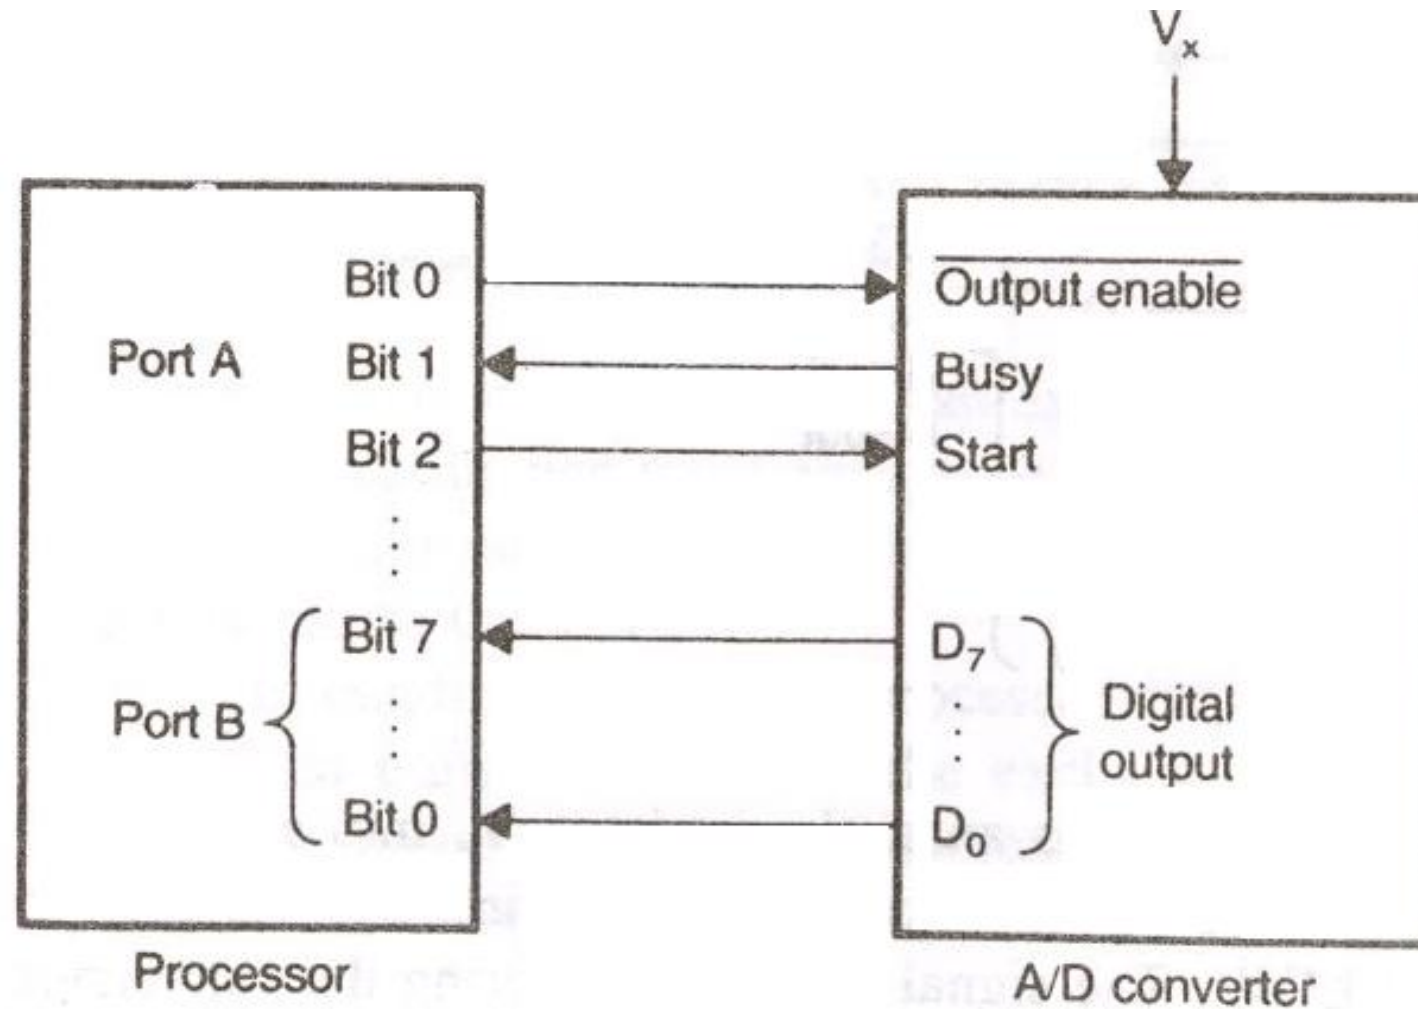 Vx
Bit 0
Output enable
Port A
Bit 1
Busy
Bit 2
Start
Bit 7
D7
Port B
Digital
output
Bit 0
D0
Processor
A/D converter